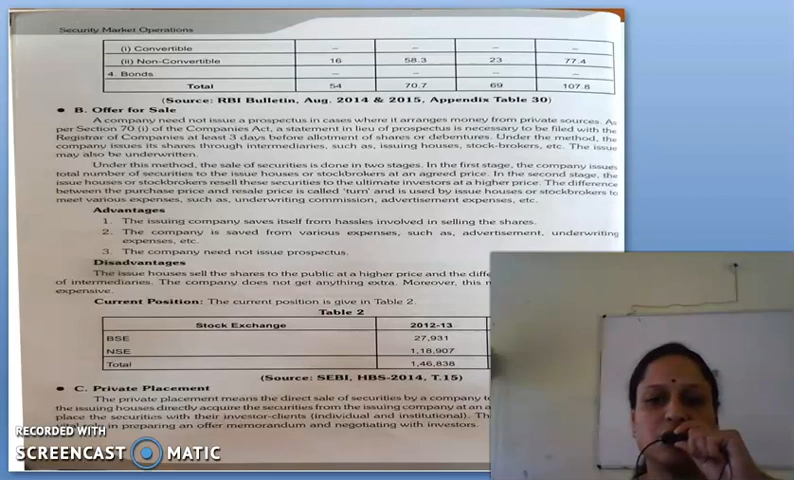 Security Market Operations
(i) Convertible – – – –
(ii) Non-Convertible 16 58.3 23 77.4
4. Bonds – – – –
Total 54 70.7 69 107.8
(Source: RBI Bulletin, Aug. 2014 & 2015, Appendix Table 30)
• B. Offer for Sale
A company need not issue a prospectus in cases where it arranges money from private sources. As
per Section 70 (i) of the Companies Act, a statement in lieu of prospectus is necessary to be filed with the
Registrar of Companies at least 3 days before allotment of shares or debentures. Under the method, the
company issues its shares through intermediaries, such as, issuing houses, stock-brokers, etc. The issue
may also be underwritten.
Under this method, the sale of securities is done in two stages. In the first stage, the company issues
total number of securities to the issue houses or stockbrokers at an agreed price. In the second stage, the
issue houses or stockbrokers resell these securities to the ultimate investors at a higher price. The difference
between the purchase price and resale price is called 'turn' and is used by issue houses or stockbrokers to
meet various expenses, such as, underwriting commission, advertisement expenses, etc.
Advantages
1. The issuing company saves itself from hassles involved in selling the shares.
2. The company is saved from various expenses, such as, advertisement, underwriting
expenses, etc.
3. The company need not issue prospectus.
Disadvantages
The issue houses sell the shares to the public at a higher price and the diffe
of intermediaries. The company does not get anything extra. Moreover, this m
expensive.
Current Position: The current position is give in Table 2.
Table 2
Stock Exchange 2012-13
BSE 27,931
NSE 1,18,907
Total 1,46,838
(Source: SEBI, HBS-2014, T.15)
• C. Private Placement
The private placement means the direct sale of securities by a company to
the issuing houses directly acquire the securities from the issuing company at an a
place the securities with their investor-clients (individual and institutional). Th
in preparing an offer memorandum and negotiating with investors.
RECORDED WITH
SCREENCAST MATIC